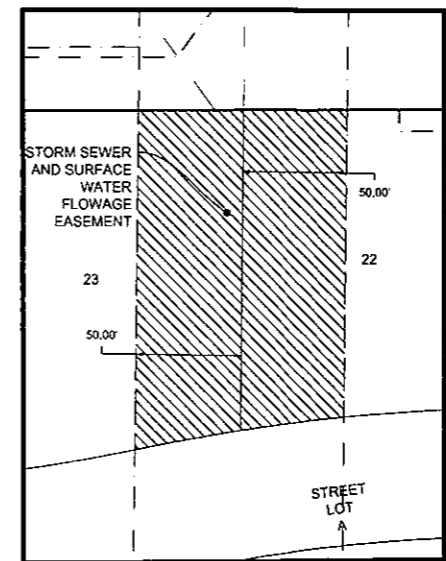 STORM SEWER
AND SURFACE
WATER
FLOWAGE
EASEMENT
50.00'
23
22
50.00'
STREET
LOT
A